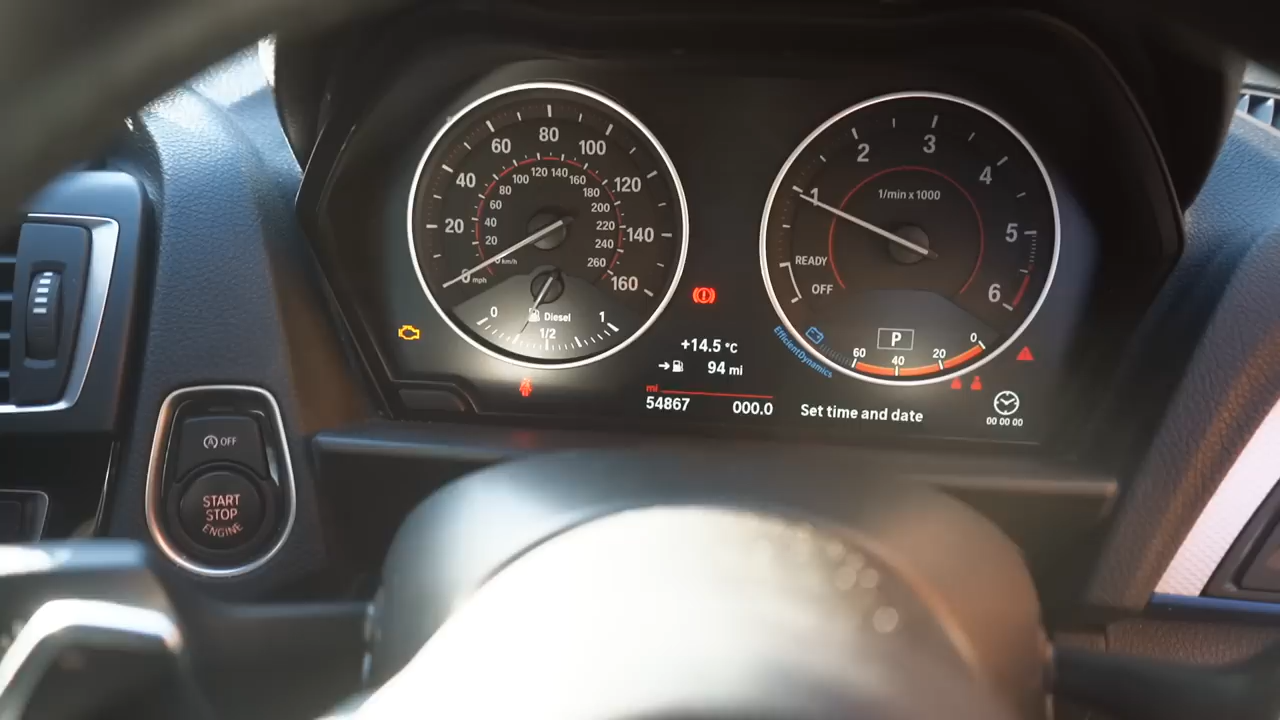 0 20 40 60 80 100 120 140 160
mph
20 40 60 80 100 120 140 160 180 200 220 240 260
0 km/h
0 1/2 1
Diesel
1 2 3 4 5 6
1/min x 1000
READY
OFF
P
60 40 20 0
EfficientDynamics
+14.5 °C
94 mi
mi
54867 000.0
Set time and date
00 00 00
A OFF
START
STOP
ENGINE